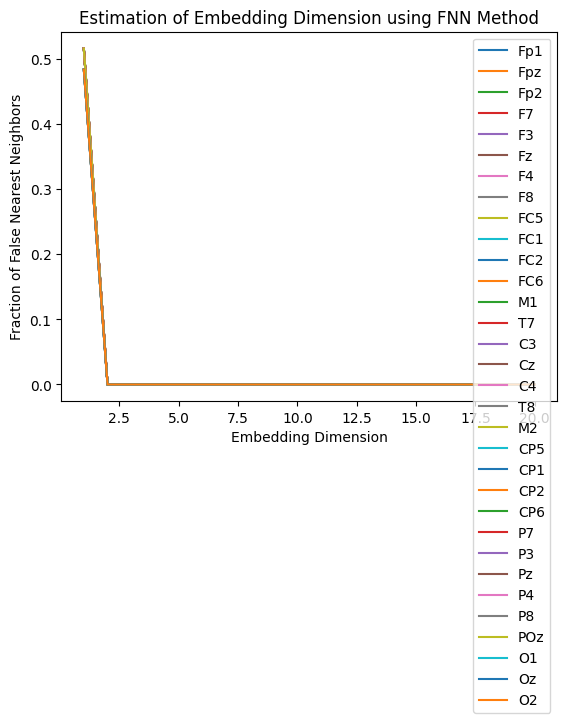 Estimation of Embedding Dimension using FNN Method
Fraction of False Nearest Neighbors
0.5
0.4
0.3
0.2
0.1
0.0
2.5 5.0 7.5 10.0 12.5 15.0 17.5 20.0
Embedding Dimension
Fp1
Fpz
Fp2
F7
F3
Fz
F4
F8
FC5
FC1
FC2
FC6
M1
T7
C3
Cz
C4
T8
M2
CP5
CP1
CP2
CP6
P7
P3
Pz
P4
P8
POz
O1
Oz
O2